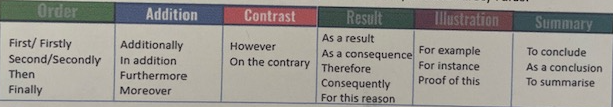 Order
First/ Firstly
Second/Secondly
Then
Finally
Addition
Additionally
In addition
Furthermore
Moreover
Contrast
However
On the contrary
Result
As a result
As a consequence
Therefore
Consequently
For this reason
Illustration
For example
For instance
Proof of this
Summary
To conclude
As a conclusion
To summarise